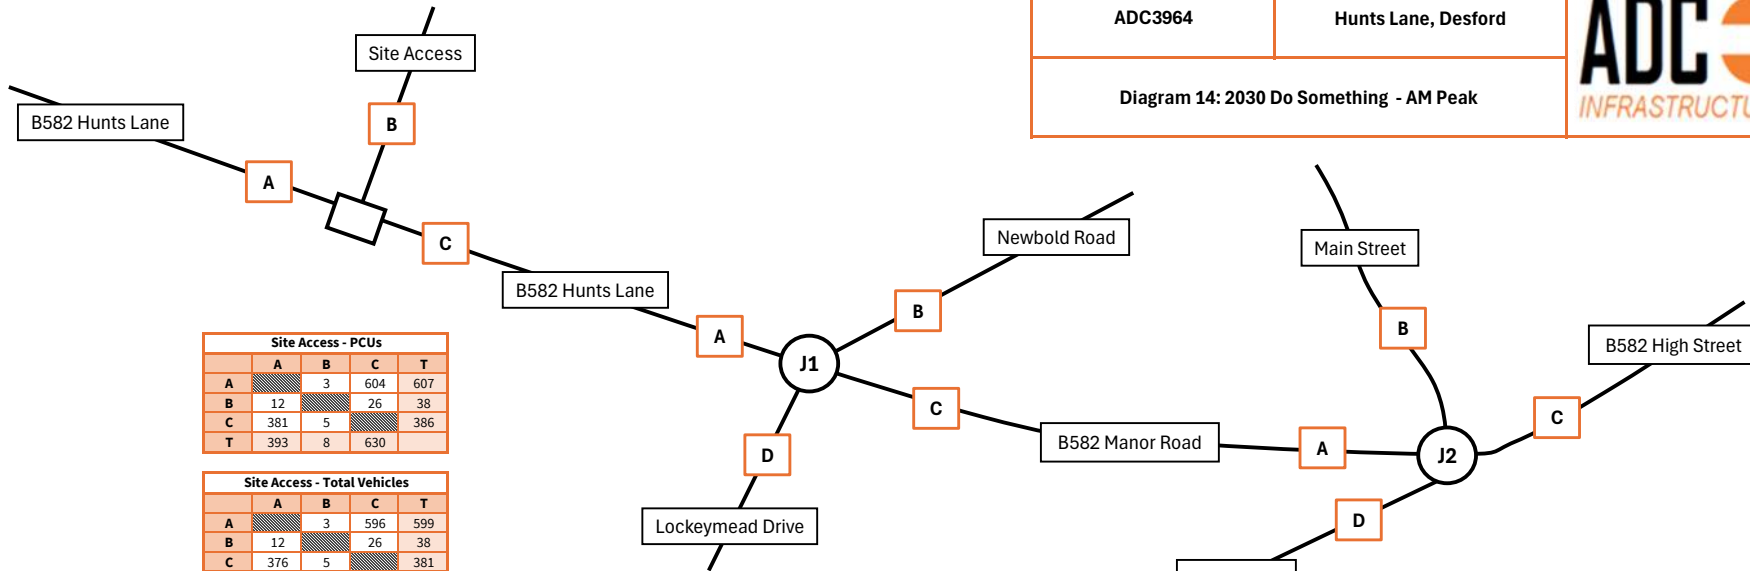 ADC3964
Hunts Lane, Desford
ADC
INFRASTRUCTU
Diagram 14: 2030 Do Something - AM Peak
Site Access
B582 Hunts Lane
B
A
C
B582 Hunts Lane
Newbold Road
Main Street
B
A
B
B582 High Street
J1
C
C
B582 Manor Road
A
J2
D
D
Lockeymead Drive
Site Access - PCUs
A B C T
A 3 604 607
B 12 26 38
C 381 5 386
T 393 8 630
Site Access - Total Vehicles
A B C T
A 3 596 599
B 12 26 38
C 376 5 381